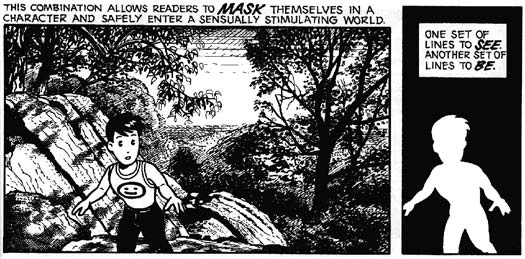 THIS COMBINATION ALLOWS READERS TO MASK THEMSELVES IN A
CHARACTER AND SAFELY ENTER A SENSUALLY STIMULATING WORLD.
ONE SET OF
LINES TO SEE.
ANOTHER SET OF
LINES TO BE.